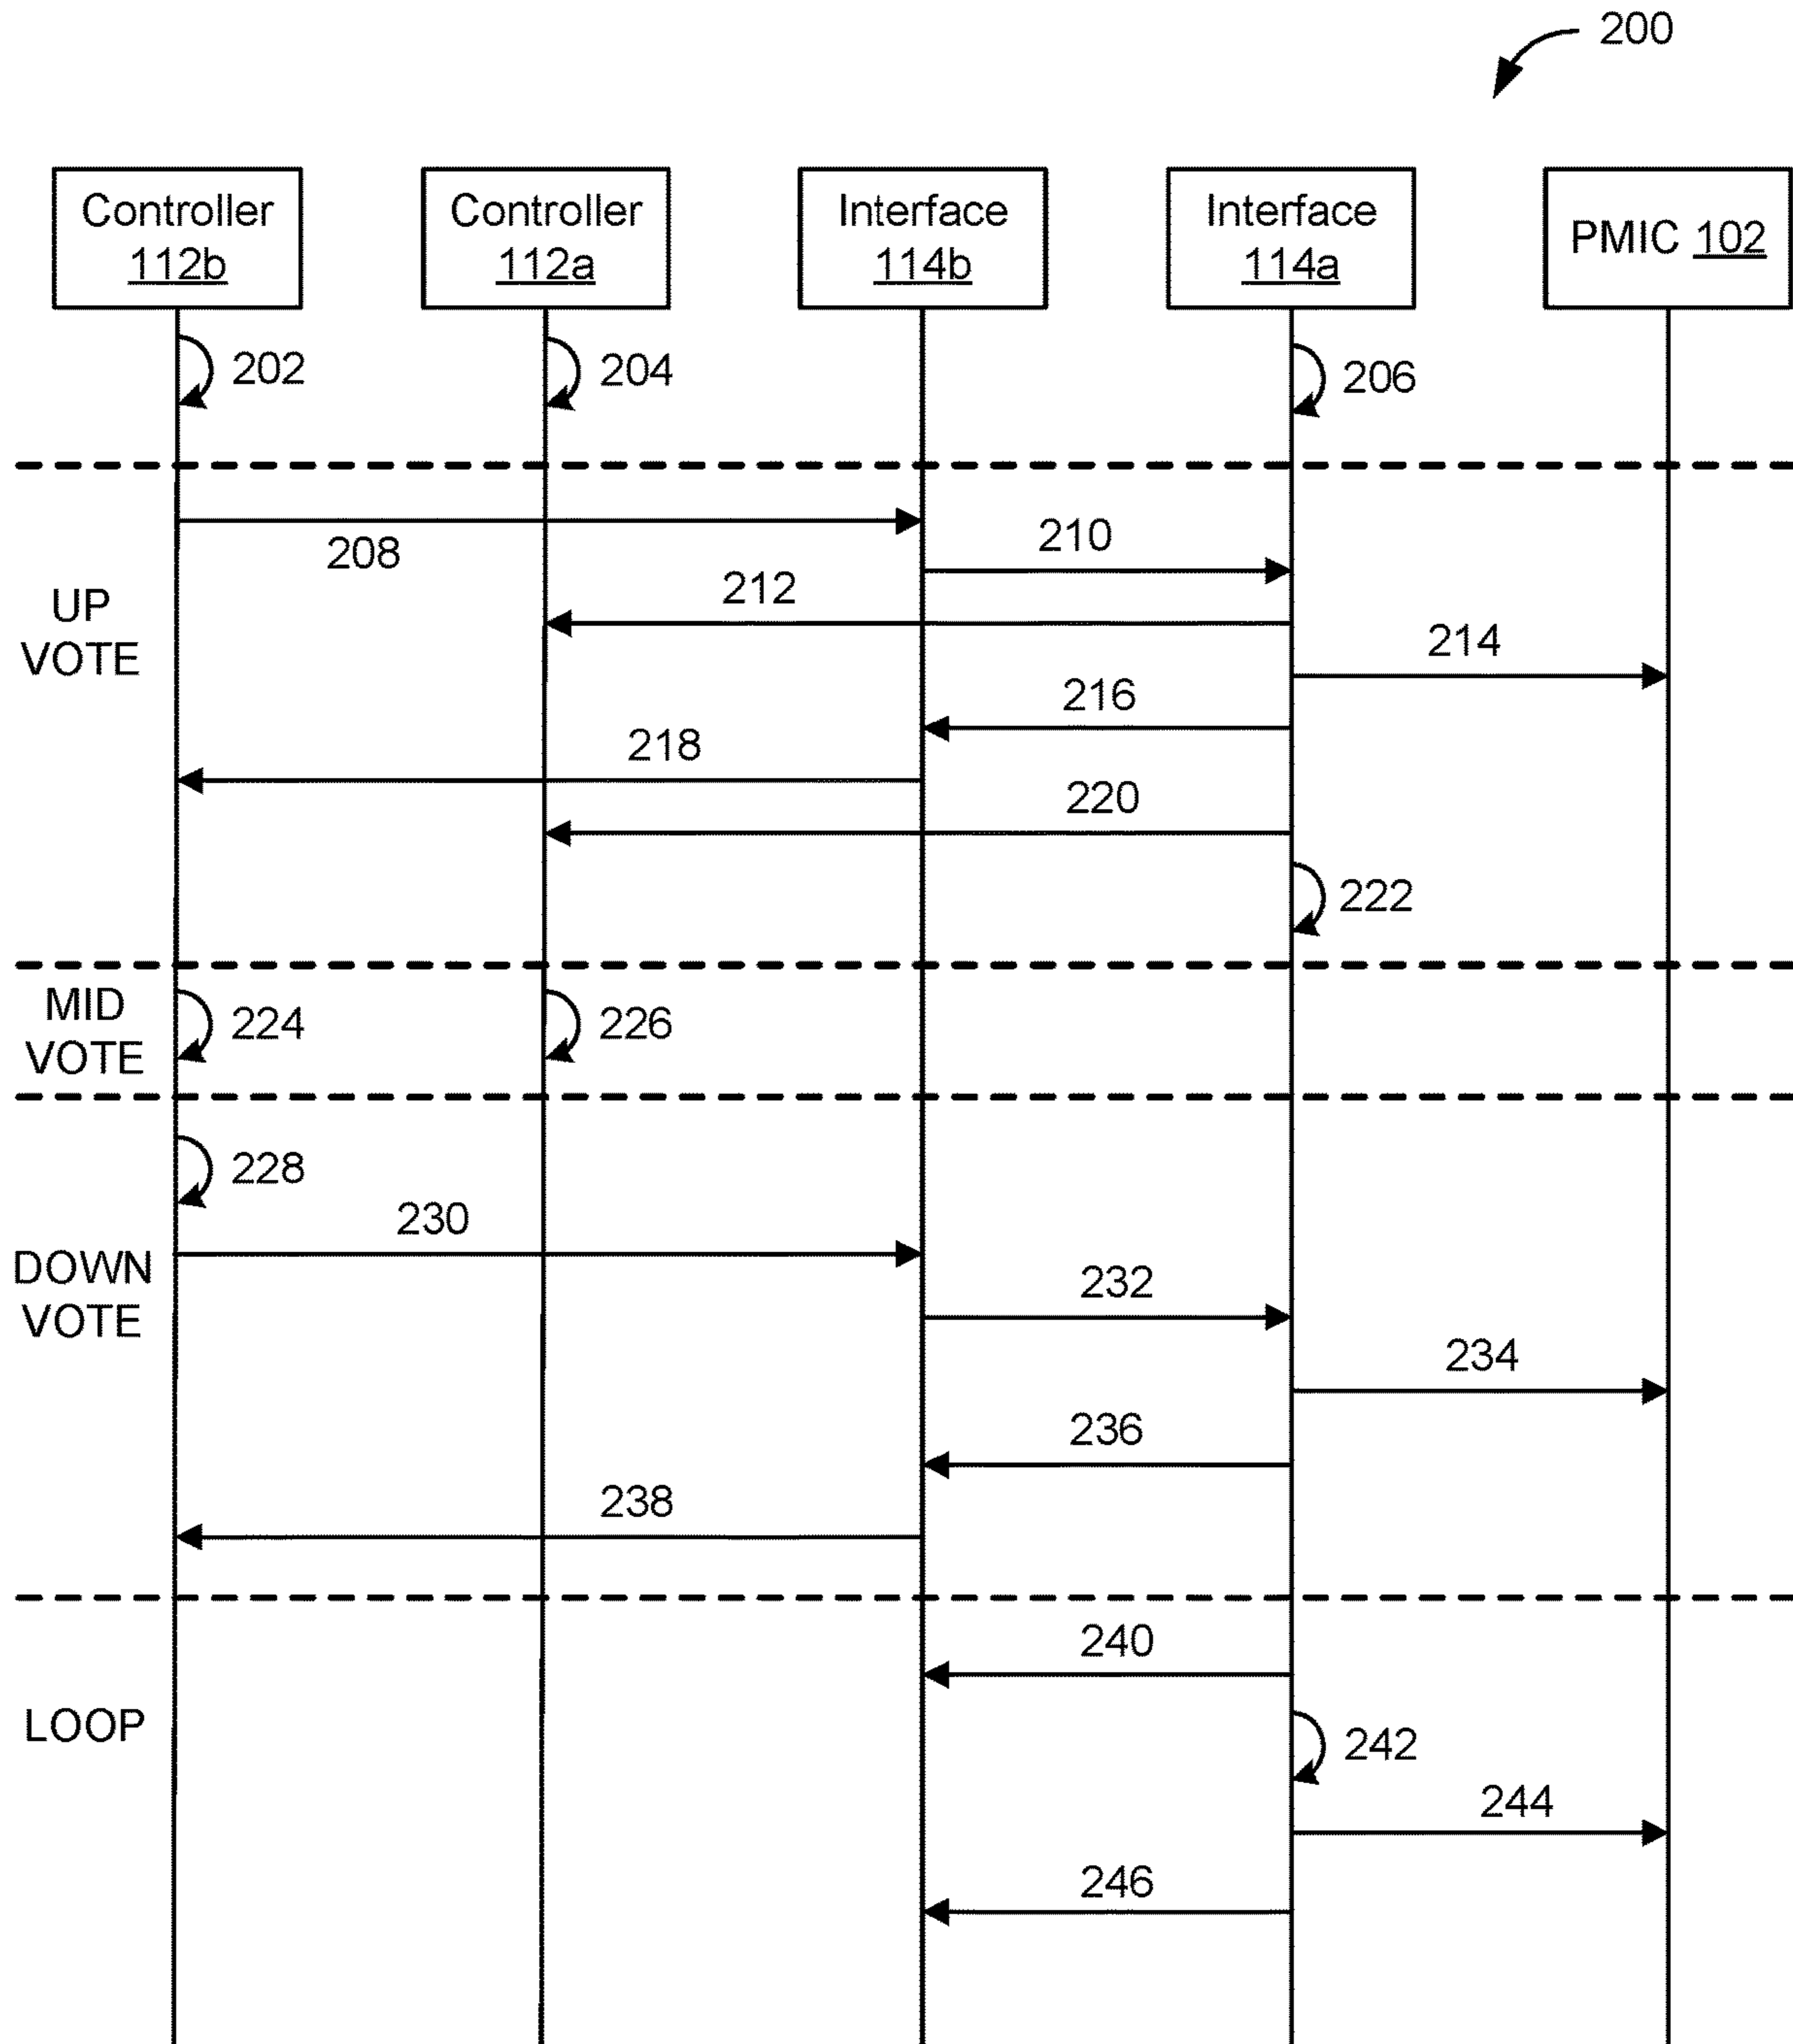 200
Controller
112b
Controller
112a
Interface
114b
Interface
114a
PMIC 102
202
204
206
208
210
UP
VOTE
212
214
216
218
220
222
MID
VOTE
224
226
228
230
DOWN
VOTE
232
234
236
238
240
LOOP
242
244
246